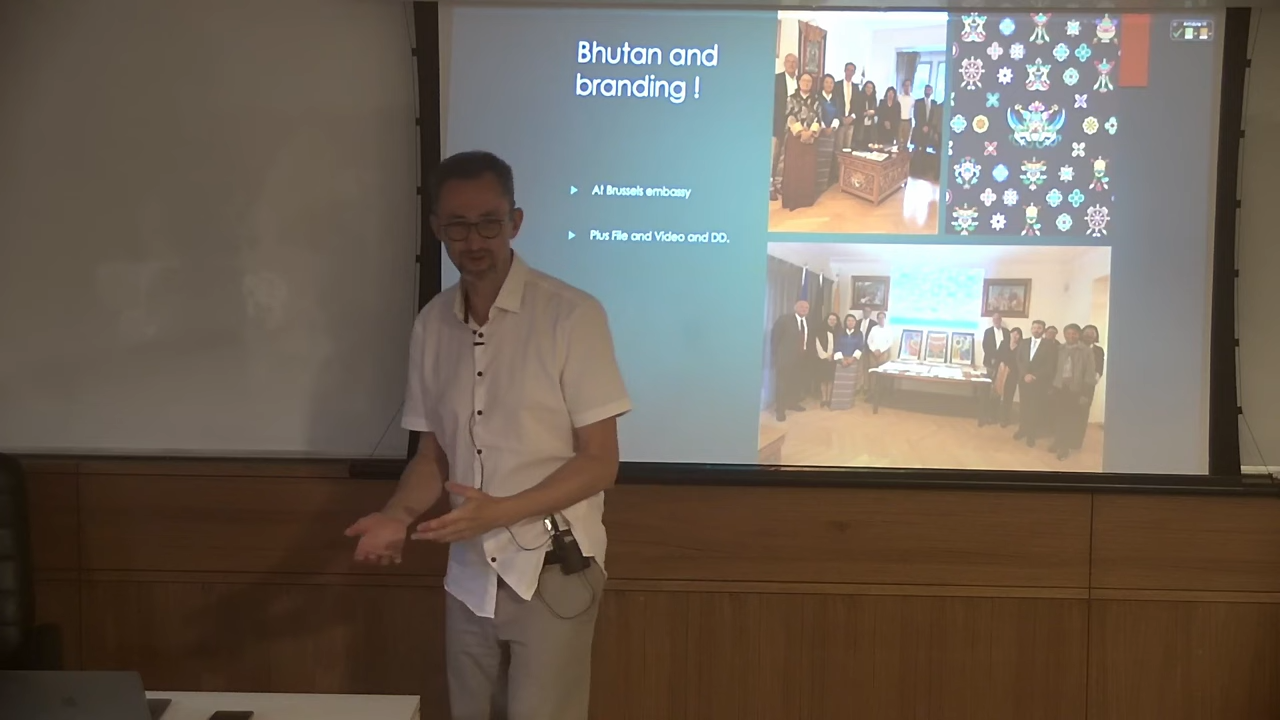 Bhutan and
branding !
At Brussels embassy
Plus File and Video and DD.